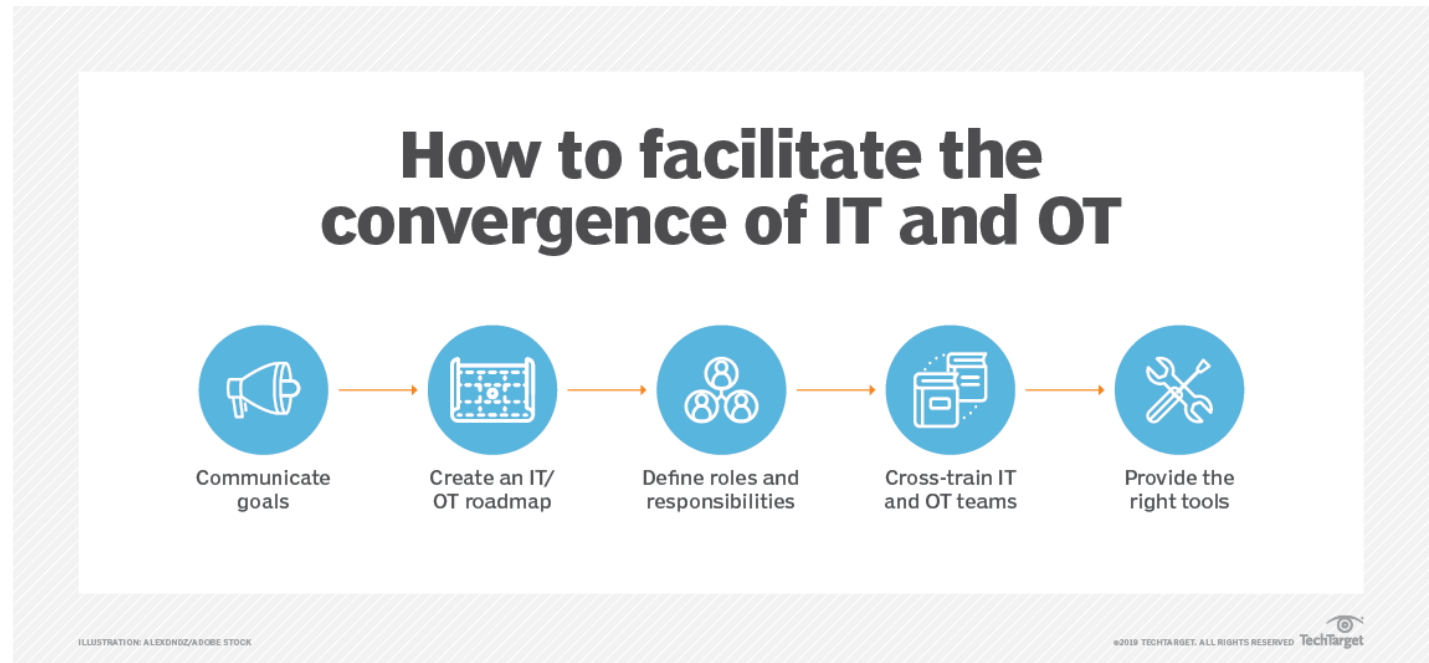 How to facilitate the
convergence of IT and OT
Communicate
goals
Create an IT/
OT roadmap
Define roles and
responsibilities
Cross-train IT
and OT teams
Provide the
right tools
ILLUSTRATION: ALEXDNDZ/ADOBE STOCK
©2019 TECHTARGET. ALL RIGHTS RESERVED TechTarget